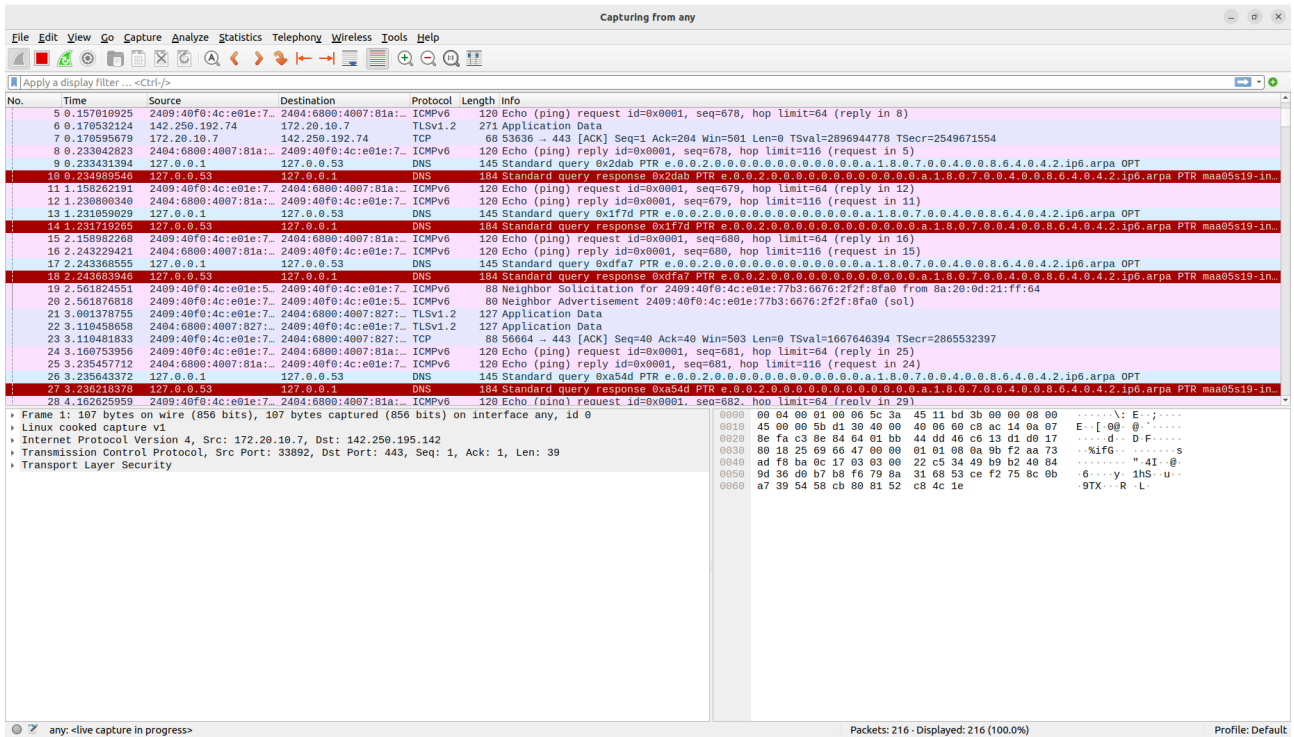 Capturing from any
File Edit View Go Capture Analyze Statistics Telephony Wireless Tools Help
Apply a display filter … <Ctrl-/>
No. Time Source Destination Protocol Length Info
5 0.157010925 2409:40f0:4c:e01e:7… 2404:6800:4007:81a:… ICMPv6 120 Echo (ping) request id=0x0001, seq=678, hop limit=64 (reply in 8)
6 0.170532124 142.250.192.74 172.20.10.7 TLSv1.2 271 Application Data
7 0.170595679 172.20.10.7 142.250.192.74 TCP 68 53636 → 443 [ACK] Seq=1 Ack=204 Win=501 Len=0 TSval=2896944778 TSecr=2549671554
8 0.233042823 2404:6800:4007:81a:… 2409:40f0:4c:e01e:7… ICMPv6 120 Echo (ping) reply id=0x0001, seq=678, hop limit=116 (request in 5)
9 0.233431394 127.0.0.1 127.0.0.53 DNS 145 Standard query 0x2dab PTR e.0.0.2.0.0.0.0.0.0.0.0.0.0.0.0.a.1.8.0.7.0.0.4.0.0.8.6.4.0.4.2.ip6.arpa OPT
10 0.234989546 127.0.0.53 127.0.0.1 DNS 184 Standard query response 0x2dab PTR e.0.0.2.0.0.0.0.0.0.0.0.0.0.0.0.a.1.8.0.7.0.0.4.0.0.8.6.4.0.4.2.ip6.arpa PTR maa05s19-in…
11 1.158262191 2409:40f0:4c:e01e:7… 2404:6800:4007:81a:… ICMPv6 120 Echo (ping) request id=0x0001, seq=679, hop limit=64 (reply in 12)
12 1.230800340 2404:6800:4007:81a:… 2409:40f0:4c:e01e:7… ICMPv6 120 Echo (ping) reply id=0x0001, seq=679, hop limit=116 (request in 11)
13 1.231059029 127.0.0.1 127.0.0.53 DNS 145 Standard query 0x1f7d PTR e.0.0.2.0.0.0.0.0.0.0.0.0.0.0.0.a.1.8.0.7.0.0.4.0.0.8.6.4.0.4.2.ip6.arpa OPT
14 1.231719265 127.0.0.53 127.0.0.1 DNS 184 Standard query response 0x1f7d PTR e.0.0.2.0.0.0.0.0.0.0.0.0.0.0.0.a.1.8.0.7.0.0.4.0.0.8.6.4.0.4.2.ip6.arpa PTR maa05s19-in…
15 2.158982268 2409:40f0:4c:e01e:7… 2404:6800:4007:81a:… ICMPv6 120 Echo (ping) request id=0x0001, seq=680, hop limit=64 (reply in 16)
16 2.243229421 2404:6800:4007:81a:… 2409:40f0:4c:e01e:7… ICMPv6 120 Echo (ping) reply id=0x0001, seq=680, hop limit=116 (request in 15)
17 2.243368555 127.0.0.1 127.0.0.53 DNS 145 Standard query 0xdfa7 PTR e.0.0.2.0.0.0.0.0.0.0.0.0.0.0.0.a.1.8.0.7.0.0.4.0.0.8.6.4.0.4.2.ip6.arpa OPT
18 2.243683946 127.0.0.53 127.0.0.1 DNS 184 Standard query response 0xdfa7 PTR e.0.0.2.0.0.0.0.0.0.0.0.0.0.0.0.a.1.8.0.7.0.0.4.0.0.8.6.4.0.4.2.ip6.arpa PTR maa05s19-in…
19 2.561824551 2409:40f0:4c:e01e:5… 2409:40f0:4c:e01e:7… ICMPv6 88 Neighbor Solicitation for 2409:40f0:4c:e01e:77b3:6676:2f2f:8fa0 from 8a:20:0d:21:ff:64
20 2.561876818 2409:40f0:4c:e01e:7… 2409:40f0:4c:e01e:5… ICMPv6 80 Neighbor Advertisement 2409:40f0:4c:e01e:77b3:6676:2f2f:8fa0 (sol)
21 3.001378755 2409:40f0:4c:e01e:7… 2404:6800:4007:827:… TLSv1.2 127 Application Data
22 3.110458658 2404:6800:4007:827:… 2409:40f0:4c:e01e:7… TLSv1.2 127 Application Data
23 3.110481833 2409:40f0:4c:e01e:7… 2404:6800:4007:827:… TCP 88 56664 → 443 [ACK] Seq=40 Ack=40 Win=503 Len=0 TSval=1667646394 TSecr=2865532397
24 3.160753956 2409:40f0:4c:e01e:7… 2404:6800:4007:81a:… ICMPv6 120 Echo (ping) request id=0x0001, seq=681, hop limit=64 (reply in 25)
25 3.235457712 2404:6800:4007:81a:… 2409:40f0:4c:e01e:7… ICMPv6 120 Echo (ping) reply id=0x0001, seq=681, hop limit=116 (request in 24)
26 3.235643372 127.0.0.1 127.0.0.53 DNS 145 Standard query 0xa54d PTR e.0.0.2.0.0.0.0.0.0.0.0.0.0.0.0.a.1.8.0.7.0.0.4.0.0.8.6.4.0.4.2.ip6.arpa OPT
27 3.236218378 127.0.0.53 127.0.0.1 DNS 184 Standard query response 0xa54d PTR e.0.0.2.0.0.0.0.0.0.0.0.0.0.0.0.a.1.8.0.7.0.0.4.0.0.8.6.4.0.4.2.ip6.arpa PTR maa05s19-in…
28 4.162625959 2409:40f0:4c:e01e:7… 2404:6800:4007:81a:… ICMPv6 120 Echo (ping) request id=0x0001, seq=682, hop limit=64 (reply in 29)
Frame 1: 107 bytes on wire (856 bits), 107 bytes captured (856 bits) on interface any, id 0
Linux cooked capture v1
Internet Protocol Version 4, Src: 172.20.10.7, Dst: 142.250.195.142
Transmission Control Protocol, Src Port: 33892, Dst Port: 443, Seq: 1, Ack: 1, Len: 39
Transport Layer Security
0000 00 04 00 01 00 06 5c 3a 45 11 bd 3b 00 00 08 00 ······\: E··;····
0010 45 00 00 5b d1 30 40 00 40 06 60 c8 ac 14 0a 07 E··[·0@· @·`·····
0020 8e fa c3 8e 84 64 01 bb 44 dd 46 c6 13 d1 d0 17 ·····d·· D·F·····
0030 80 18 25 69 66 47 00 00 01 01 08 0a 9b f2 aa 73 ··%ifG·· ·······s
0040 ad f8 ba 0c 17 03 03 00 22 c5 34 49 b9 b2 40 84 ········ "·4I··@·
0050 9d 36 d0 b7 b8 f6 79 8a 31 68 53 ce f2 75 8c 0b ·6····y· 1hS··u··
0060 a7 39 54 58 cb 80 81 52 c8 4c 1e ·9TX···R ·L·
any: <live capture in progress>
Packets: 216 · Displayed: 216 (100.0%)
Profile: Default